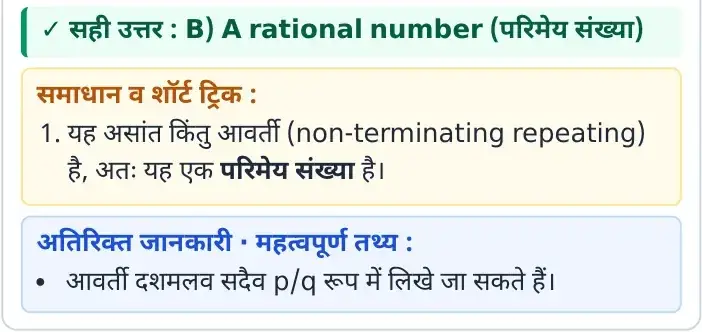 ✓ सही उत्तर : B) A rational number (परिमेय संख्या)
समाधान व शॉर्ट ट्रिक :
1. यह असांत किंतु आवर्ती (non-terminating repeating)
है, अतः यह एक परिमेय संख्या है।
अतिरिक्त जानकारी · महत्वपूर्ण तथ्य :
• आवर्ती दशमलव सदैव p/q रूप में लिखे जा सकते हैं।